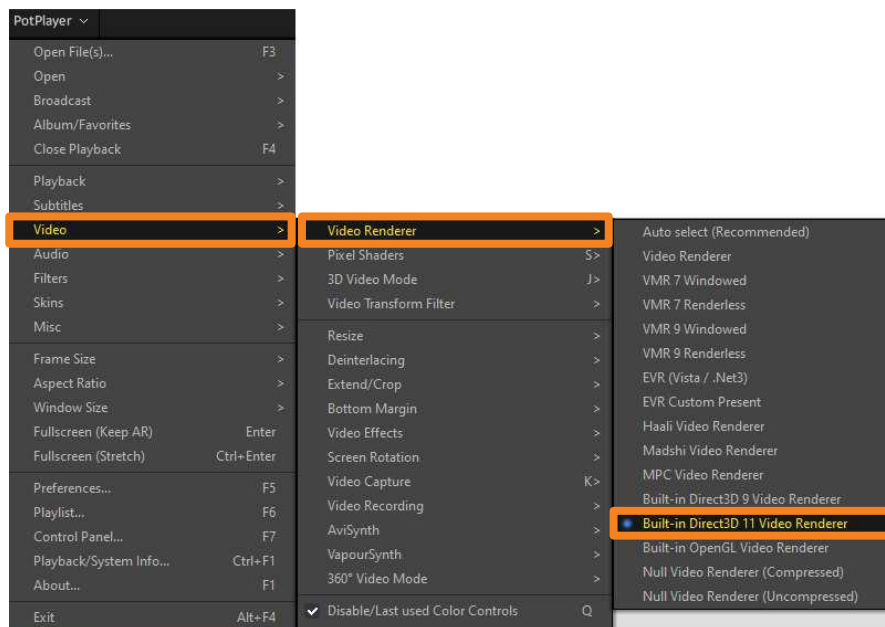 PotPlayer
Open File(s)... F3
Open >
Broadcast >
Album/Favorites >
Close Playback F4
Playback >
Subtitles >
Video >
Audio >
Filters >
Skins >
Misc >
Frame Size >
Aspect Ratio >
Window Size >
Fullscreen (Keep AR) Enter
Fullscreen (Stretch) Ctrl+Enter
Preferences... F5
Playlist... F6
Control Panel... F7
Playback/System Info... Ctrl+F1
About... F1
Exit Alt+F4
Video Renderer >
Pixel Shaders S>
3D Video Mode J>
Video Transform Filter >
Resize >
Deinterlacing >
Extend/Crop >
Bottom Margin >
Video Effects >
Screen Rotation >
Video Capture K>
Video Recording >
AviSynth >
VapourSynth >
360° Video Mode >
Disable/Last used Color Controls Q
Auto select (Recommended)
Video Renderer
VMR 7 Windowed
VMR 7 Renderless
VMR 9 Windowed
VMR 9 Renderless
EVR (Vista / .Net3)
EVR Custom Present
Haali Video Renderer
Madshi Video Renderer
MPC Video Renderer
Built-in Direct3D 9 Video Renderer
Built-in Direct3D 11 Video Renderer
Built-in OpenGL Video Renderer
Null Video Renderer (Compressed)
Null Video Renderer (Uncompressed)